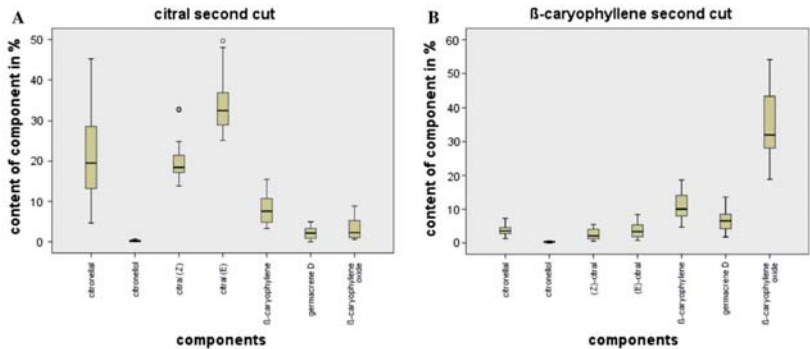 A
citral second cut
content of component in %
50
40
30
20
10
0
citronellal
citronellol
citral (Z)
citral (E)
ß-caryophyllene
germacrene D
ß-caryophyllene
oxide
components
B
ß-caryophyllene second cut
content of component in %
60
50
40
30
20
10
0
citronellal
citronellol
(Z)-citral
(E)-citral
ß-caryophyllene
germacrene D
ß-caryophyllene
oxide
components